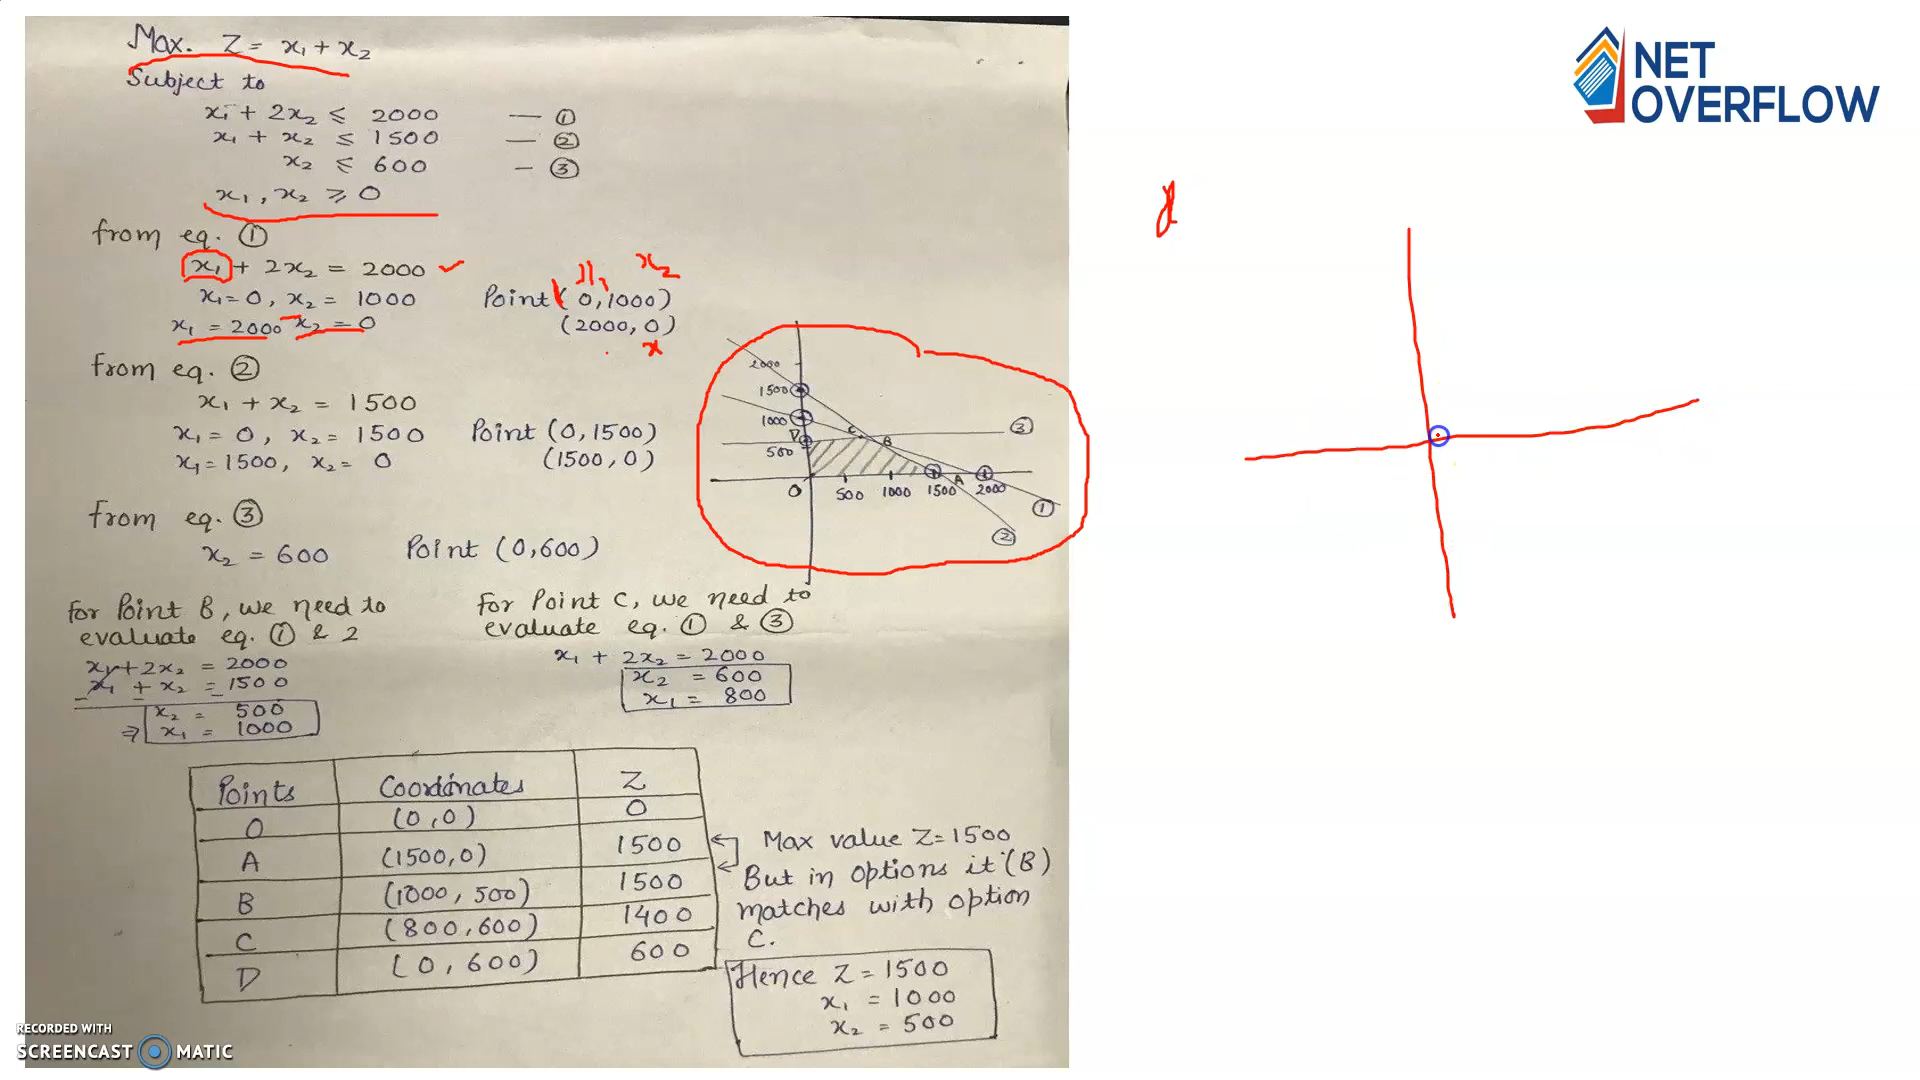 Max. Z = x₁ + x₂
Subject to
x₁ + 2x₂ ≤ 2000 — ①
x₁ + x₂ ≤ 1500 — ②
x₂ ≤ 600 – ③
x₁, x₂ ≥ 0
from eq. ①
x₁ + 2x₂ = 2000
x₁ = 0, x₂ = 1000 Point (0,1000)
x₁ = 2000 x₂ = 0 (2000, 0)
x₁ x₂
x
from eq. ②
x₁ + x₂ = 1500
x₁ = 0, x₂ = 1500 Point (0, 1500)
x₁ = 1500, x₂ = 0 (1500, 0)
from eq. ③
x₂ = 600 Point (0,600)
2000
1500
1000
D
500
C
B
③
O 500 1000 1500 A 2000
①
②
For Point B, we need to
evaluate eq. ① & 2
x₁ + 2x₂ = 2000
x₁ + x₂ = 1500
x₂ = 500
⇒ x₁ = 1000
For Point C, we need to
evaluate eq. ① & ③
x₁ + 2x₂ = 2000
x₂ = 600
x₁ = 800
Points Coordinates Z
O (0,0) 0
A (1500,0) 1500
B (1000, 500) 1500
C (800,600) 1400
D (0, 600) 600
Max value Z = 1500
But in options it (B)
matches with option
C.
Hence Z = 1500
x₁ = 1000
x₂ = 500
NET
OVERFLOW
RECORDED WITH
SCREENCAST MATIC